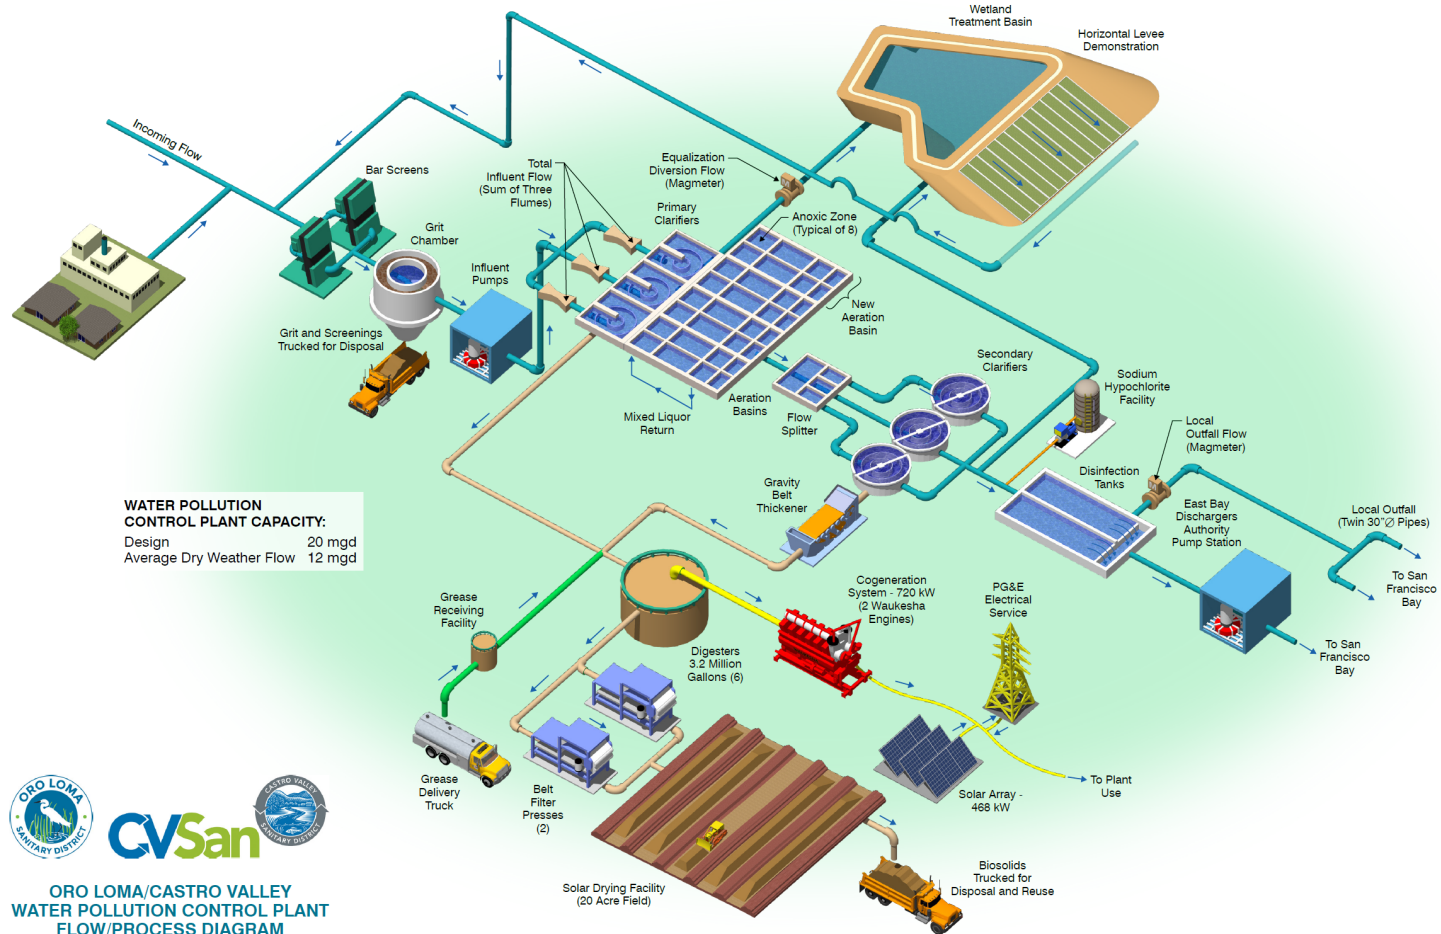 Wetland
Treatment Basin
Horizontal Levee
Demonstration
Incoming Flow
Bar Screens
Total
Influent Flow
(Sum of Three
Flumes)
Equalization
Diversion Flow
(Magmeter)
Primary
Clarifiers
Anoxic Zone
(Typical of 8)
Grit
Chamber
Influent
Pumps
New
Aeration
Basin
Grit and Screenings
Trucked for Disposal
Secondary
Clarifiers
Sodium
Hypochlorite
Facility
Mixed Liquor
Return
Aeration
Basins
Flow
Splitter
Local
Outfall Flow
(Magmeter)
Disinfection
Tanks
Gravity
Belt
Thickener
East Bay
Dischargers
Authority
Pump Station
Local Outfall
(Twin 30"∅ Pipes)
WATER POLLUTION
CONTROL PLANT CAPACITY:
Design 20 mgd
Average Dry Weather Flow 12 mgd
To San
Francisco
Bay
Grease
Receiving
Facility
Cogeneration
System - 720 kW
(2 Waukesha
Engines)
PG&E
Electrical
Service
Digesters
3.2 Million
Gallons (6)
To San
Francisco
Bay
Grease
Delivery
Truck
Belt
Filter
Presses
(2)
Solar Array -
468 kW
To Plant
Use
Solar Drying Facility
(20 Acre Field)
Biosolids
Trucked for
Disposal and Reuse
ORO LOMA
SANITARY DISTRICT
CVSan
CASTRO VALLEY
SANITARY DISTRICT
ORO LOMA/CASTRO VALLEY
WATER POLLUTION CONTROL PLANT
FLOW/PROCESS DIAGRAM